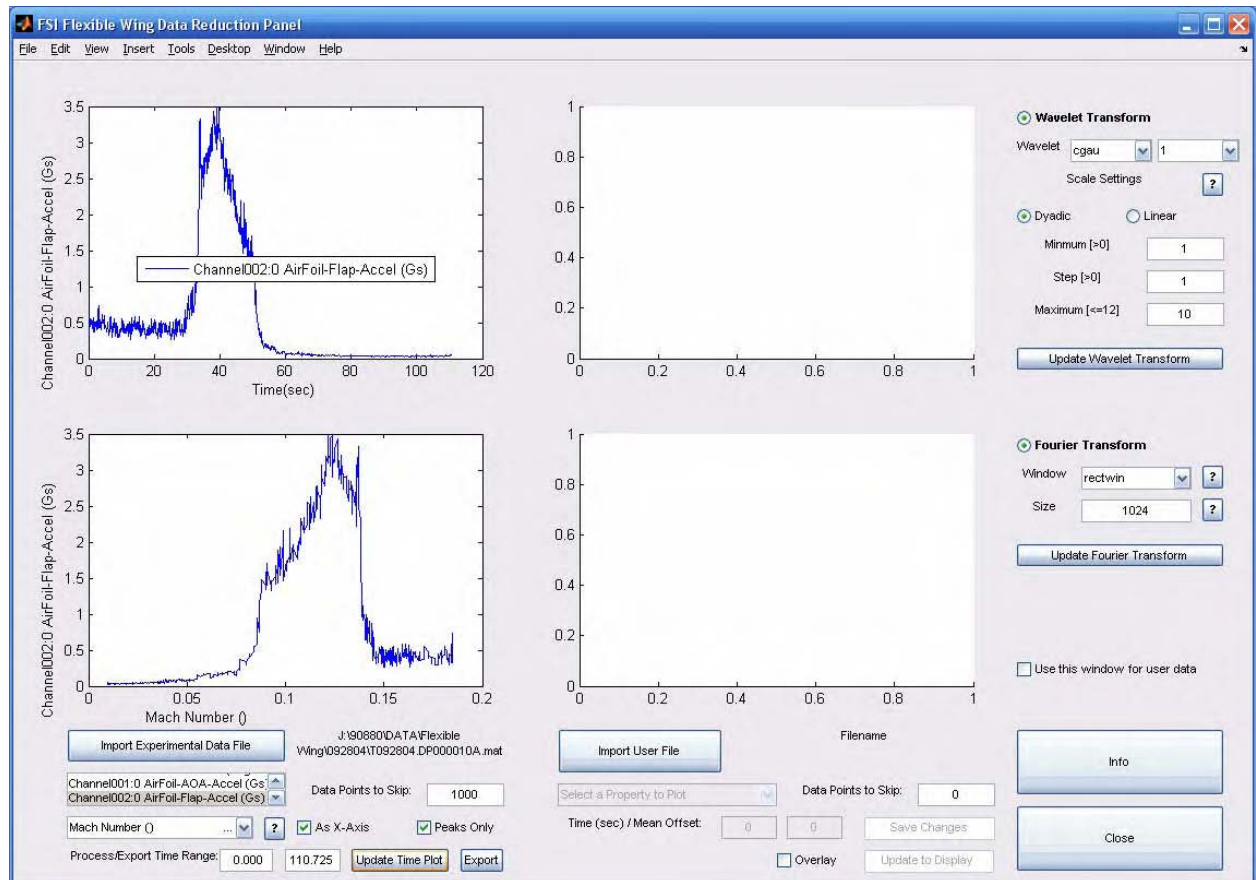 FSI Flexible Wing Data Reduction Panel
File Edit View Insert Tools Desktop Window Help
3.5
3
2.5
2
1.5
1
0.5
0
Channel002:0 AirFoil-Flap-Accel (Gs)
Channel002:0 AirFoil-Flap-Accel (Gs)
0 20 40 60 80 100 120
Time(sec)
1
0.8
0.6
0.4
0.2
0
0 0.2 0.4 0.6 0.8 1
Wavelet Transform
Wavelet cgau 1
Scale Settings ?
Dyadic Linear
Minmum [>0] 1
Step [>0] 1
Maximum [<=12] 10
Update Wavelet Transform
3.5
3
2.5
2
1.5
1
0.5
0
Channel002:0 AirFoil-Flap-Accel (Gs)
0 0.05 0.1 0.15 0.2
Mach Number ()
1
0.8
0.6
0.4
0.2
0
0 0.2 0.4 0.6 0.8 1
Fourier Transform
Window rectwin ?
Size 1024 ?
Update Fourier Transform
Use this window for user data
Import Experimental Data File
J:\90880\DATA\Flexible
Wing\092804\T092804.DP000010A.mat
Channel001:0 AirFoil-AOA-Accel (Gs)
Channel002:0 AirFoil-Flap-Accel (Gs)
Data Points to Skip: 1000
Mach Number () ... ? As X-Axis Peaks Only
Process/Export Time Range: 0.000 110.725 Update Time Plot Export
Import User File
Filename
Select a Property to Plot Data Points to Skip: 0
Time (sec) / Mean Offset: 0 0 Save Changes
Overlay Update to Display
Info
Close